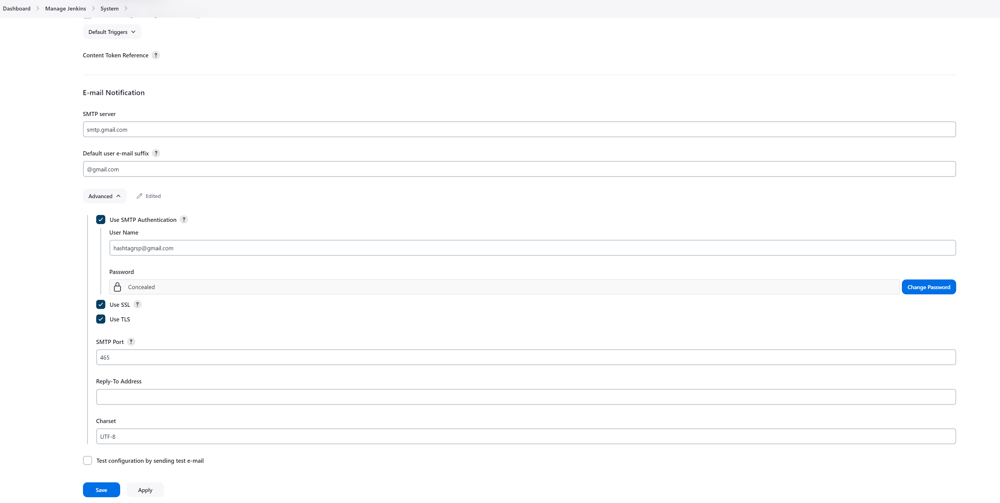 Dashboard > Manage Jenkins > System >
Default Triggers
Content Token Reference ?
E-mail Notification
SMTP server
smtp.gmail.com
Default user e-mail suffix ?
@gmail.com
Advanced Edited
Use SMTP Authentication ?
User Name
hashtagrsp@gmail.com
Password
Concealed Change Password
Use SSL ?
Use TLS
SMTP Port ?
465
Reply-To Address
Charset
UTF-8
Test configuration by sending test e-mail
Save Apply